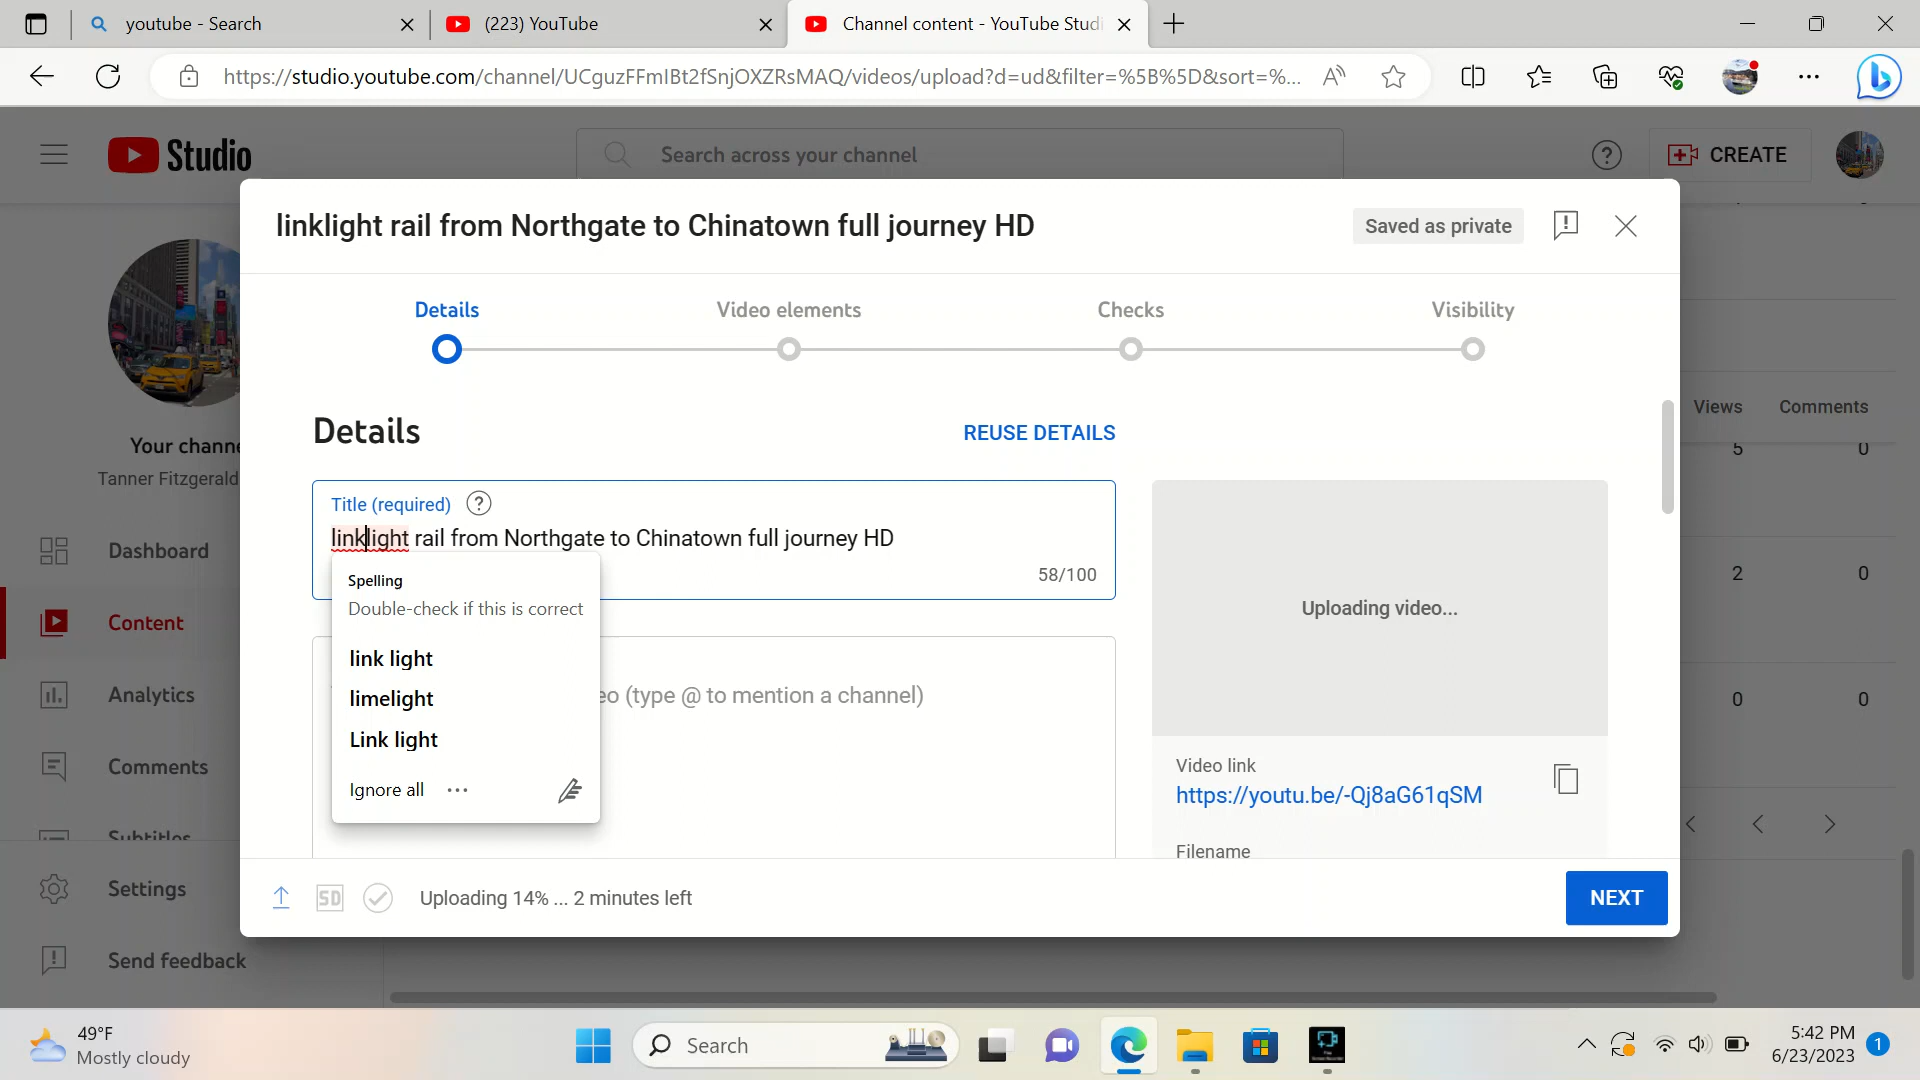 youtube - Search
(223) YouTube
Channel content - YouTube Studi
https://studio.youtube.com/channel/UCguzFFmIBt2fSnjOXZRsMAQ/videos/upload?d=ud&filter=%5B%5D&sort=%...
Studio
Search across your channel
CREATE
linklight rail from Northgate to Chinatown full journey HD
Saved as private
Details
Video elements
Checks
Visibility
Views
Comments
Your channe
Tanner Fitzgerald
Details
REUSE DETAILS
5
0
Title (required)
linklight rail from Northgate to Chinatown full journey HD
58/100
Spelling
Double-check if this is correct
link light
limelight
Link light
Ignore all
eo (type @ to mention a channel)
Uploading video...
2
0
0
0
Dashboard
Content
Analytics
Comments
Subtitles
Settings
Send feedback
Video link
https://youtu.be/-Qj8aG61qSM
Filename
SD
Uploading 14% ... 2 minutes left
NEXT
49°F
Mostly cloudy
Search
5:42 PM
6/23/2023
1